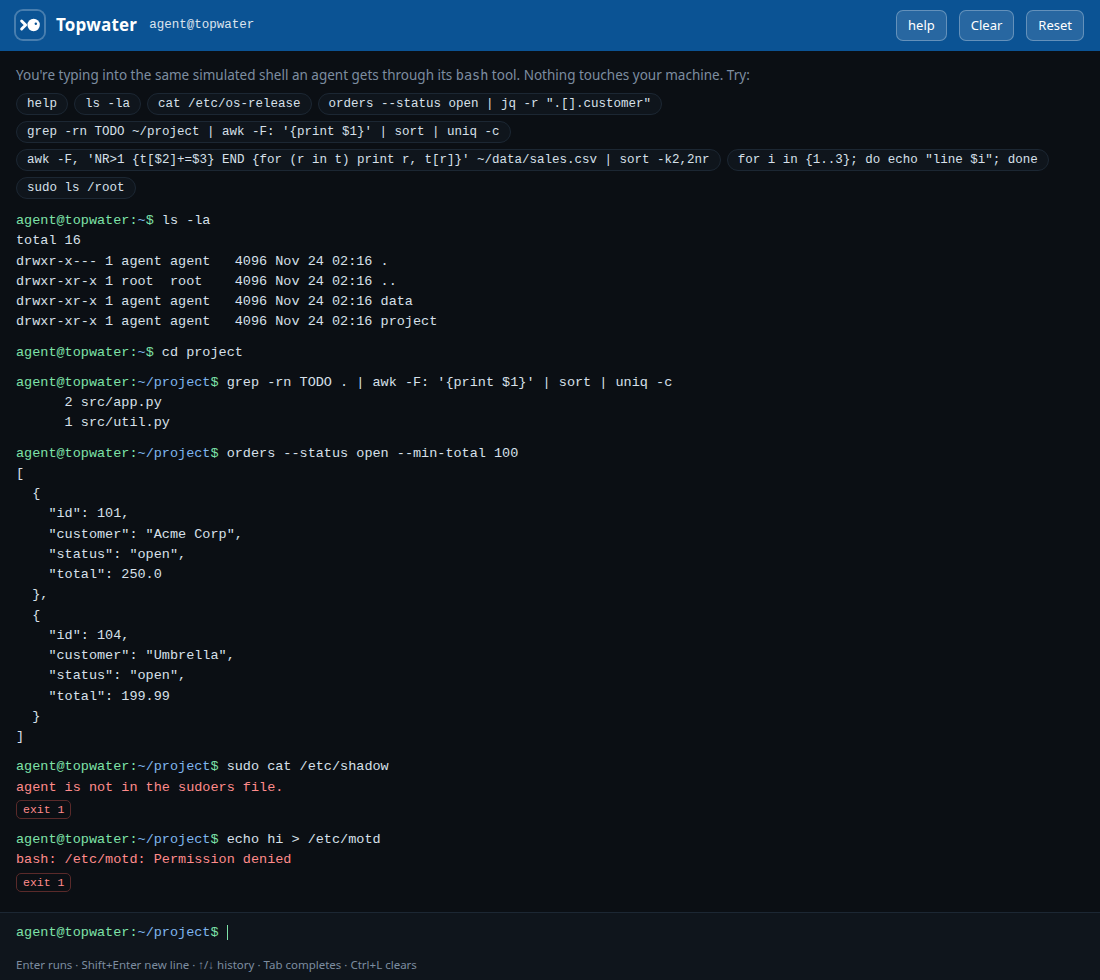 Topwater agent@topwater help Clear Reset
You're typing into the same simulated shell an agent gets through its bash tool. Nothing touches your machine. Try:
help ls -la cat /etc/os-release orders --status open | jq -r ".[].customer"
grep -rn TODO ~/project | awk -F: '{print $1}' | sort | uniq -c
awk -F, 'NR>1 {t[$2]+=$3} END {for (r in t) print r, t[r]}' ~/data/sales.csv | sort -k2,2nr for i in {1..3}; do echo "line $i"; done
sudo ls /root
agent@topwater:~$ ls -la
total 16
drwxr-x--- 1 agent agent   4096 Nov 24 02:16 .
drwxr-xr-x 1 root  root    4096 Nov 24 02:16 ..
drwxr-xr-x 1 agent agent   4096 Nov 24 02:16 data
drwxr-xr-x 1 agent agent   4096 Nov 24 02:16 project
agent@topwater:~$ cd project
agent@topwater:~/project$ grep -rn TODO . | awk -F: '{print $1}' | sort | uniq -c
      2 src/app.py
      1 src/util.py
agent@topwater:~/project$ orders --status open --min-total 100
[
  {
    "id": 101,
    "customer": "Acme Corp",
    "status": "open",
    "total": 250.0
  },
  {
    "id": 104,
    "customer": "Umbrella",
    "status": "open",
    "total": 199.99
  }
]
agent@topwater:~/project$ sudo cat /etc/shadow
agent is not in the sudoers file.
exit 1
agent@topwater:~/project$ echo hi > /etc/motd
bash: /etc/motd: Permission denied
exit 1
agent@topwater:~/project$
Enter runs · Shift+Enter new line · ↑/↓ history · Tab completes · Ctrl+L clears